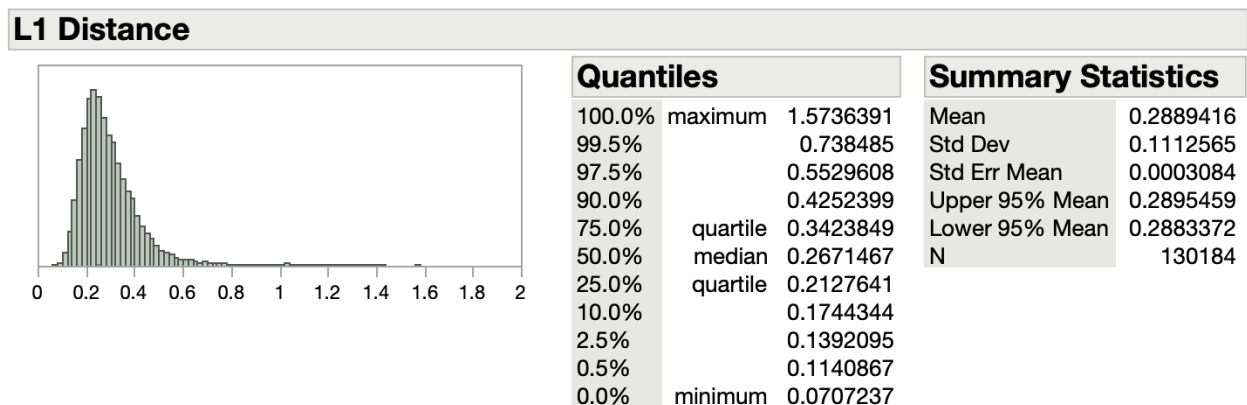 L1 Distance
0 0.2 0.4 0.6 0.8 1 1.2 1.4 1.6 1.8 2
Quantiles
100.0% maximum 1.5736391
99.5% 0.738485
97.5% 0.5529608
90.0% 0.4252399
75.0% quartile 0.3423849
50.0% median 0.2671467
25.0% quartile 0.2127641
10.0% 0.1744344
2.5% 0.1392095
0.5% 0.1140867
0.0% minimum 0.0707237
Summary Statistics
Mean 0.2889416
Std Dev 0.1112565
Std Err Mean 0.0003084
Upper 95% Mean 0.2895459
Lower 95% Mean 0.2883372
N 130184